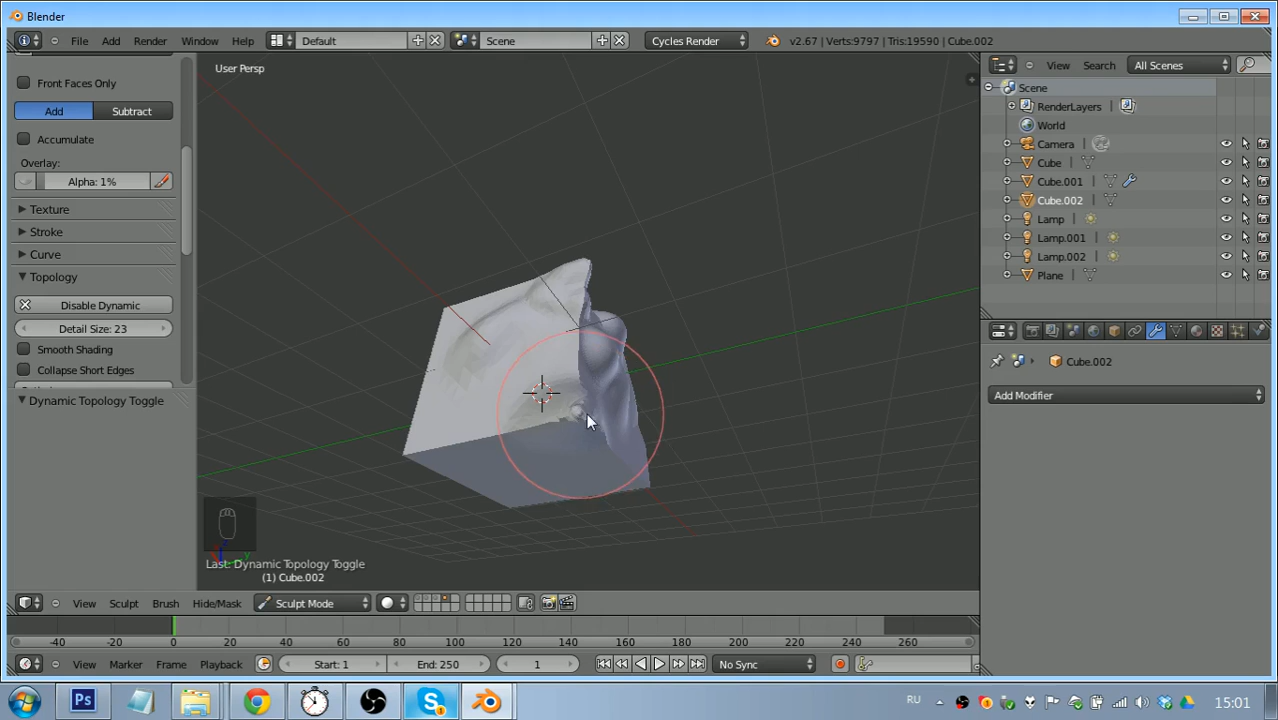 Blender
File Add Render Window Help Default Scene Cycles Render v2.67 | Verts:9797 | Tris:19590 | Cube.002
Front Faces Only
Add Subtract
Accumulate
Overlay:
Alpha: 1%
Texture
Stroke
Curve
Topology
Disable Dynamic
Detail Size: 23
Smooth Shading
Collapse Short Edges
Dynamic Topology Toggle
User Persp
Last: Dynamic Topology Toggle
(1) Cube.002
View Sculpt Brush Hide/Mask Sculpt Mode
-40 -20 0 20 40 60 80 100 120 140 160 180 200 220 240 260
View Marker Frame Playback Start: 1 End: 250 1 No Sync
View Search All Scenes
Scene
RenderLayers
World
Camera
Cube
Cube.001
Cube.002
Lamp
Lamp.001
Lamp.002
Plane
Cube.002
Add Modifier
Ps
RU 15:01